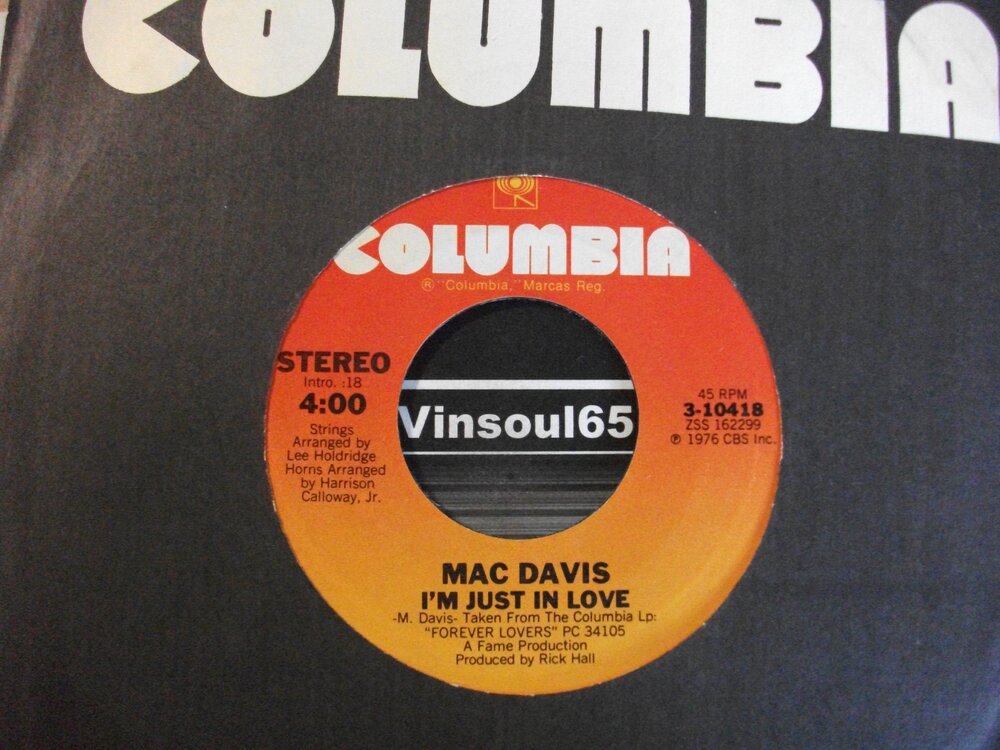 COLUMBIA
COLUMBIA
® "Columbia," Marcas Reg.
STEREO
Intro. :18
4:00
Strings
Arranged by
Lee Holdridge
Horns Arranged
by Harrison
Calloway, Jr.
45 RPM
3-10418
ZSS 162299
℗ 1976 CBS Inc.
Vinsoul65
MAC DAVIS
I'M JUST IN LOVE
-M. Davis- Taken From The Columbia Lp:
"FOREVER LOVERS" PC 34105
A Fame Production
Produced by Rick Hall